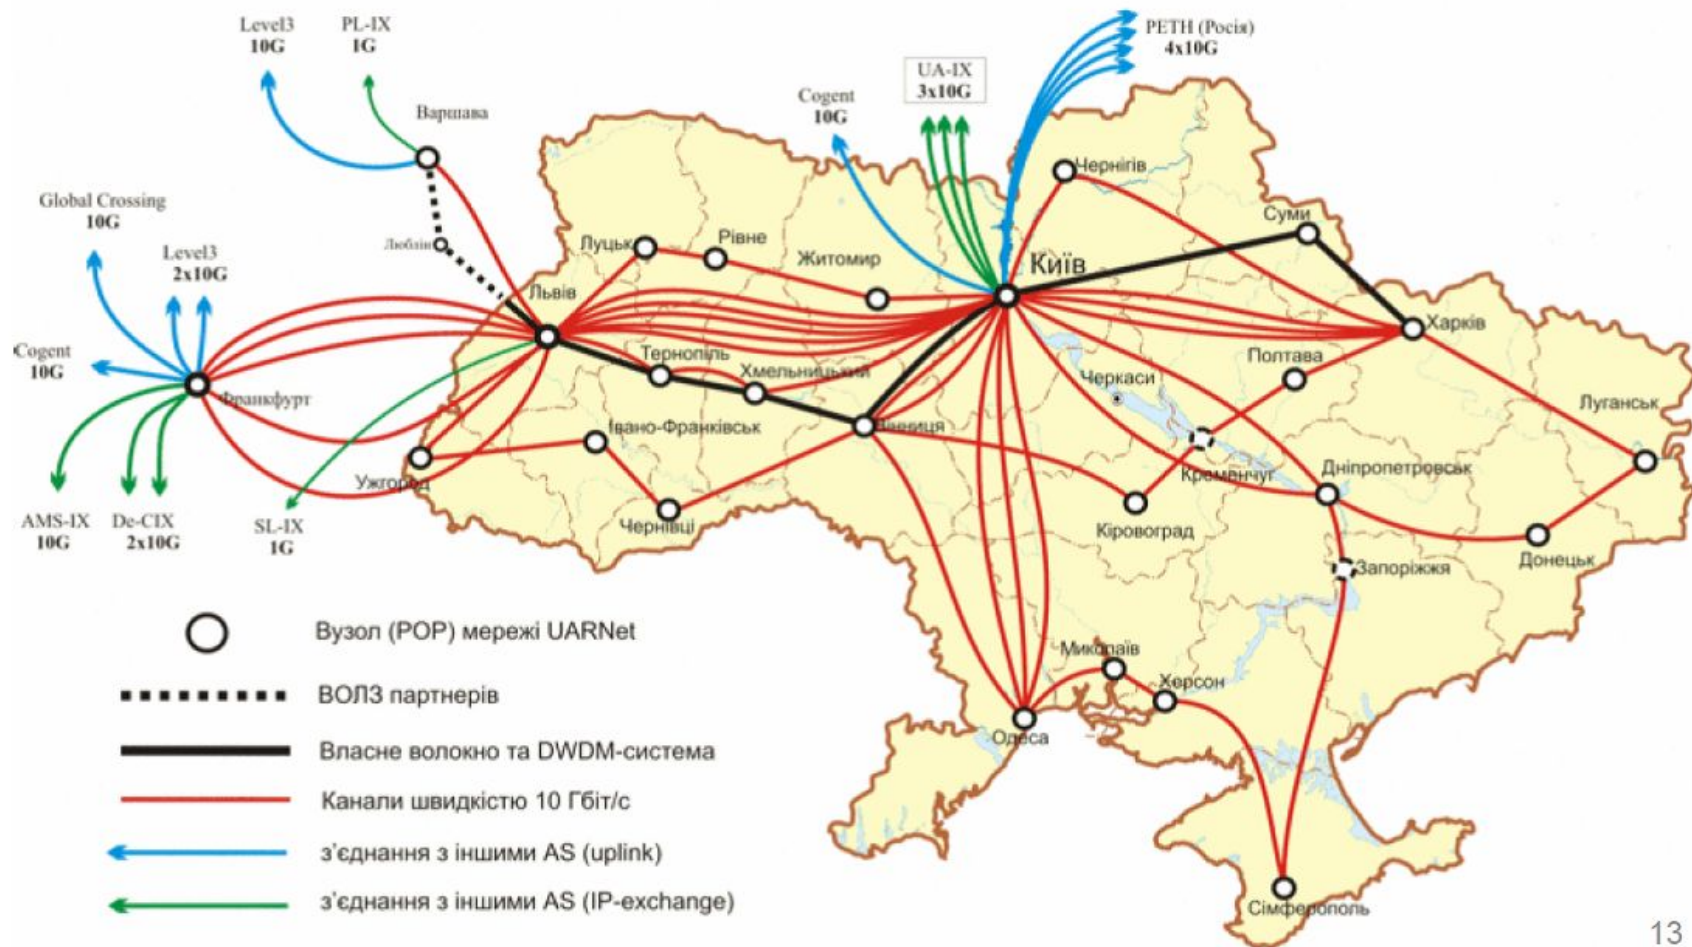 Level3
10G
PL-IX
1G
РЕТН (Росія)
4x10G
UA-IX
3x10G
Cogent
10G
Варшава
Чернігів
Global Crossing
10G
Суми
Люблін
Луцьк
Рівне
Житомир
Київ
Level3
2x10G
Львів
Харків
Cogent
10G
Тернопіль
Хмельницький
Полтава
Черкаси
Франкфурт
Луганськ
Івано-Франківськ
Вінниця
Кременчуг
Дніпропетровськ
Ужгород
Чернівці
Кіровоград
AMS-IX
10G
De-CIX
2x10G
SL-IX
1G
Донецьк
Запоріжжя
Вузол (POP) мережі UARNet
Миколаїв
Херсон
ВОЛЗ партнерів
Одеса
Власне волокно та DWDM-система
Канали швидкістю 10 Гбіт/с
з’єднання з іншими AS (uplink)
з’єднання з іншими AS (IP-exchange)
Сімферополь
13